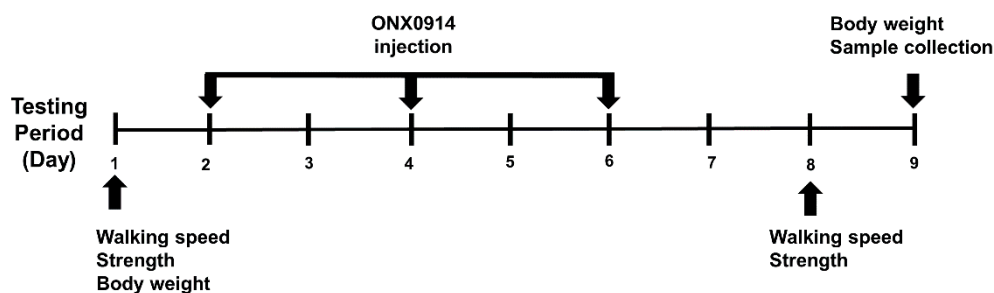 ONX0914
injection
Body weight
Sample collection
Testing
Period
(Day)
1 2 3 4 5 6 7 8 9
Walking speed
Strength
Body weight
Walking speed
Strength